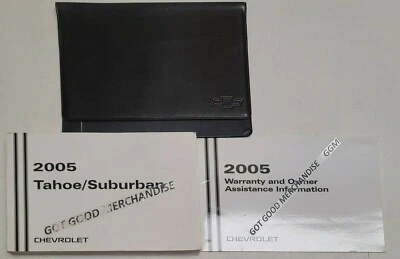 2005
Tahoe/Suburban
GOT GOOD MERCHANDISE
CHEVROLET
2005
Warranty and Owner
Assistance Information
GOT GOOD MERCHANDISE GGM
CHEVROLET